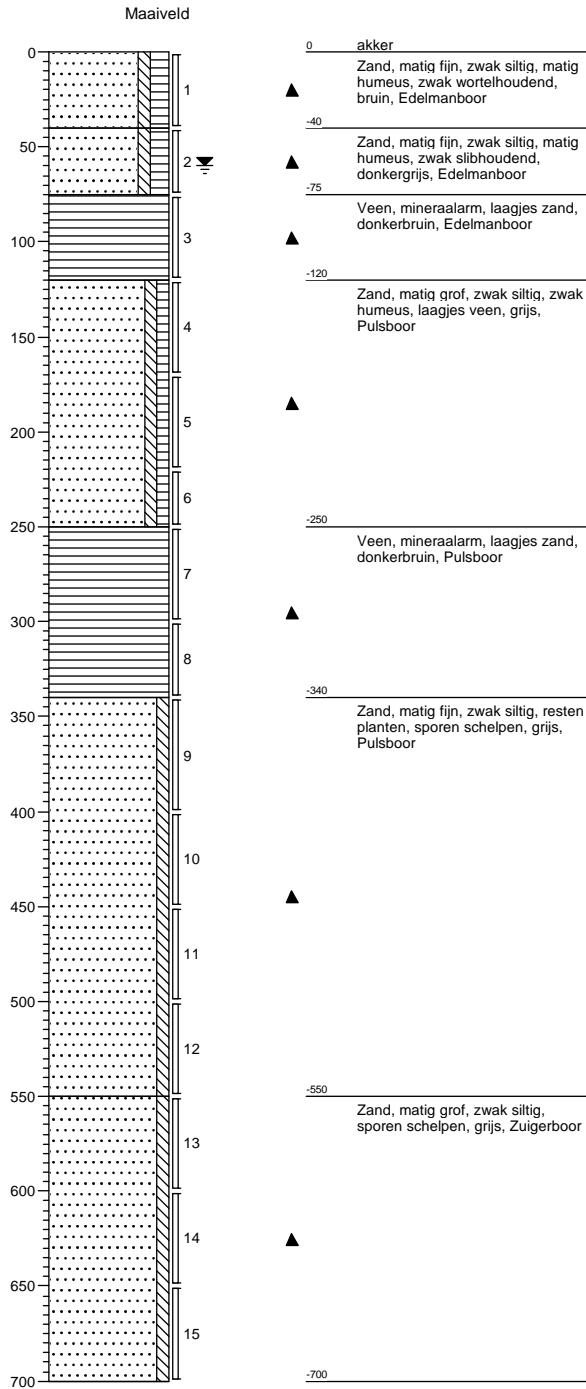 Maaiveld
0
50
100
150
200
250
300
350
400
450
500
550
600
650
700
1
2
3
4
5
6
7
8
9
10
11
12
13
14
15
0 akker
Zand, matig fijn, zwak siltig, matig
humeus, zwak wortelhoudend,
bruin, Edelmanboor
-40
Zand, matig fijn, zwak siltig, matig
humeus, zwak slibhoudend,
donkergrijs, Edelmanboor
-75
Veen, mineraalarm, laagjes zand,
donkerbruin, Edelmanboor
-120
Zand, matig grof, zwak siltig, zwak
humeus, laagjes veen, grijs,
Pulsboor
-250
Veen, mineraalarm, laagjes zand,
donkerbruin, Pulsboor
-340
Zand, matig fijn, zwak siltig, resten
planten, sporen schelpen, grijs,
Pulsboor
-550
Zand, matig grof, zwak siltig,
sporen schelpen, grijs, Zuigerboor
-700